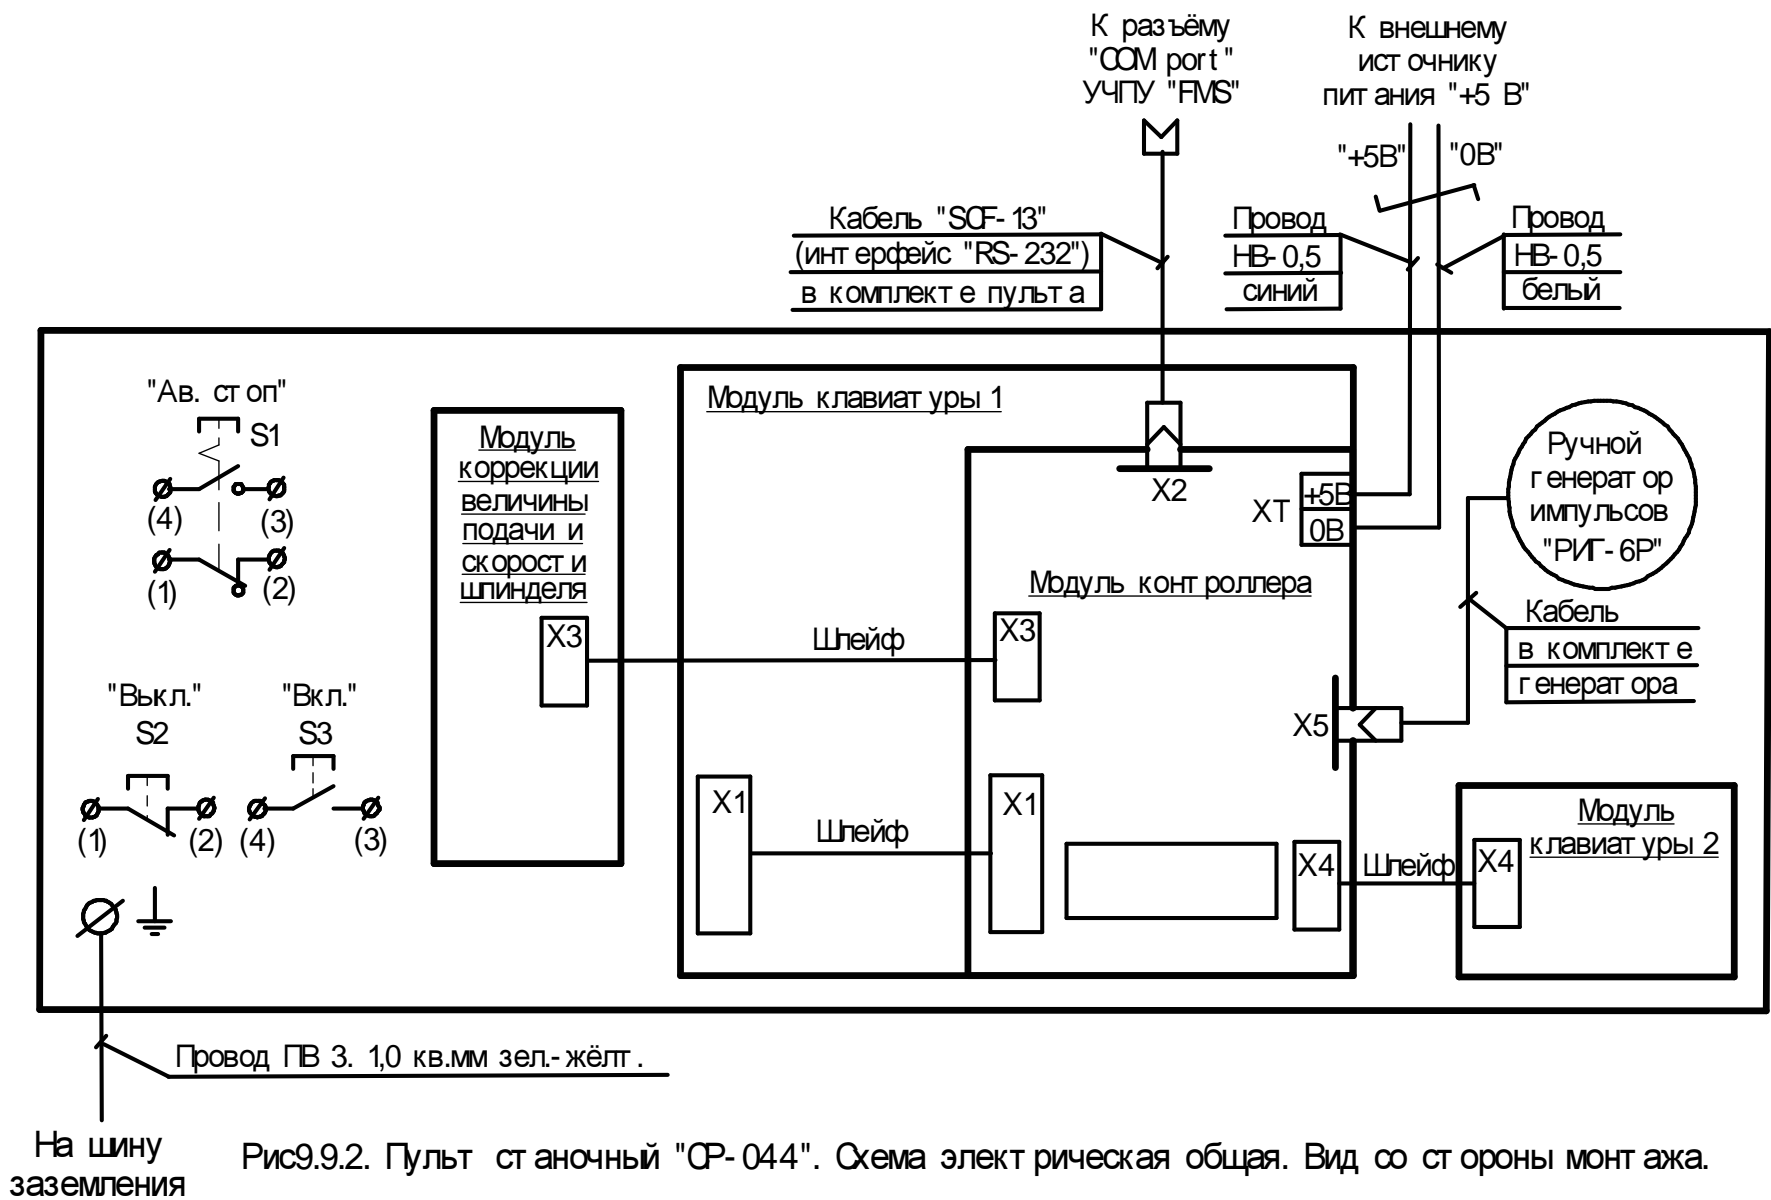 К разъёму
"COM port"
УЧПУ "FMS"
К внешнему
источнику
питания "+5 В"
"+5В"
"0В"
Кабель "SCF-13"
(интерфейс "RS-232")
в комплекте пульта
Провод
НВ-0,5
синий
Провод
НВ-0,5
белый
"Ав. стоп"
S1
(4)
(3)
(1)
(2)
Модуль
коррекции
величины
подачи и
скорости
шпинделя
X3
Модуль клавиатуры 1
X2
XT
+5В
0В
Модуль контроллера
Ручной
генератор
импульсов
"РИГ-6Р"
Кабель
в комплекте
генератора
Шлейф
X3
X5
"Выкл."
S2
"Вкл."
S3
(1)
(2)
(4)
(3)
X1
Шлейф
X1
X4
Шлейф
X4
Модуль
клавиатуры 2
Провод ПВ 3. 1,0 кв.мм зел.-жёлт.
На шину
заземления
Рис9.9.2. Пульт станочный "СР-044". Схема электрическая общая. Вид со стороны монтажа.